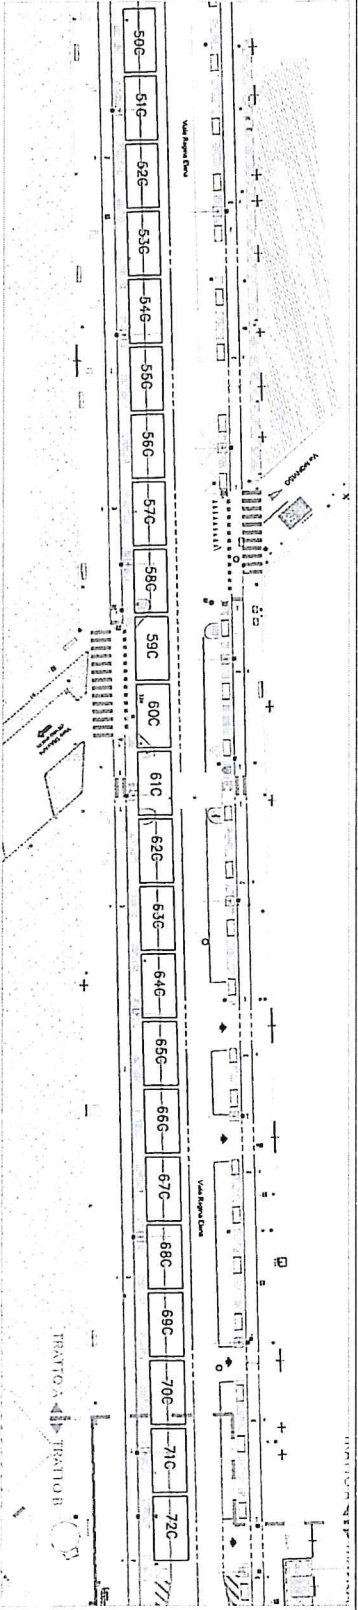 50C
51C
52C
53C
54C
55C
56C
57C
58C
59C
60C
61C
62C
63C
64C
65C
66C
67C
68C
69C
70C
71C
72C
Viale Regina Elena
Viale Regina Elena
TRATTO A
TRATTO B